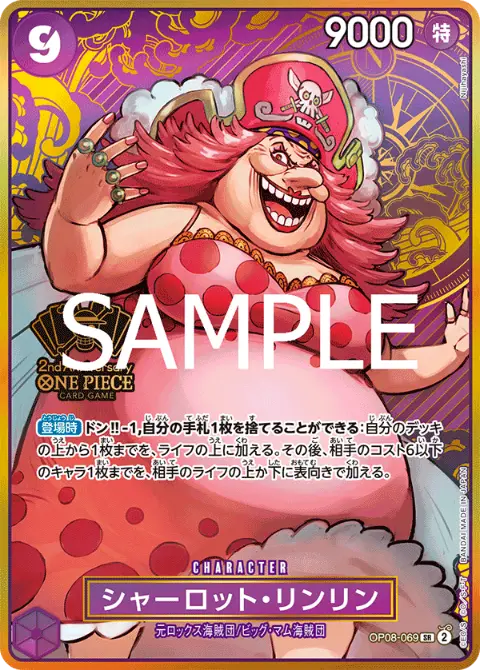 9
9000 特
Nijihayashi
SAMPLE
2nd Anniversary
ONE PIECE
CARD GAME
登場時 ドン!!-1,自分の手札1枚を捨てることができる:自分のデッキ
の上から1枚までを、ライフの上に加える。その後、相手のコスト6以下
のキャラ1枚までを、相手のライフの上か下に表向きで加える。
CHARACTER
シャーロット・リンリン
元ロックス海賊団/ビッグ・マム海賊団
OP08-069 SR 2
BANDAI MADE IN JAPAN